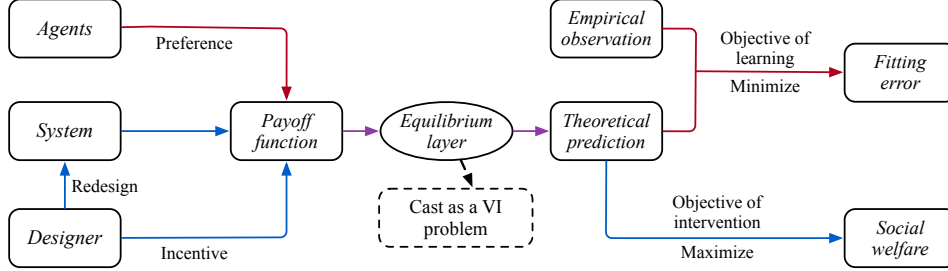 Agents
Preference
System
Redesign
Designer
Incentive
Payoff
function
Equilibrium
layer
Cast as a VI
problem
Empirical
observation
Theoretical
prediction
Objective of
learning
Minimize
Fitting
error
Objective of
intervention
Maximize
Social
welfare